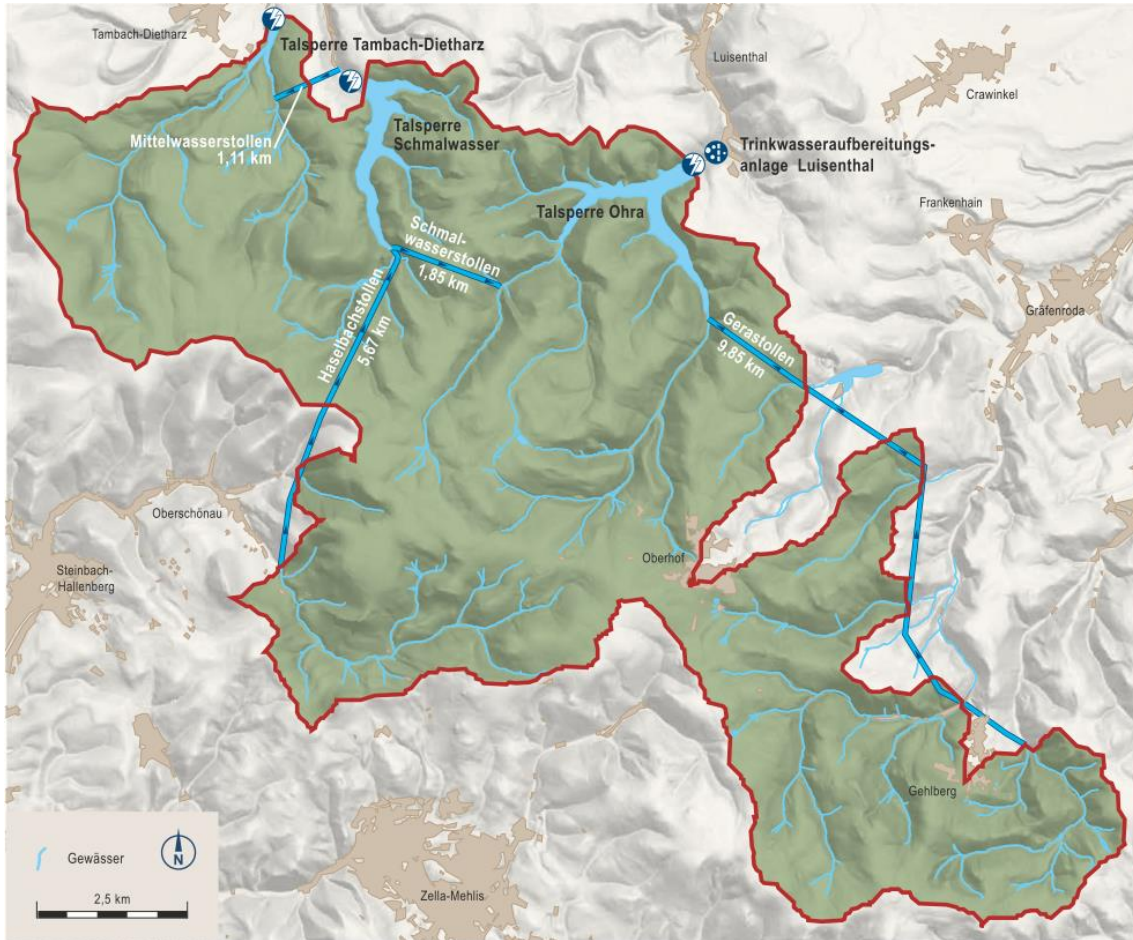 Tambach-Dietharz
Talsperre Tambach-Dietharz
Luisenthal
Crawinkel
Mittelwasserstollen
1,11 km
Talsperre
Schmalwasser
Trinkwasseraufbereitungs-
anlage Luisenthal
Frankenhain
Talsperre Ohra
Schmal-
wasserstollen
1,85 km
Haselbachstollen
5,67 km
Gerastollen
9,85 km
Gräfenroda
Oberschönau
Steinbach-
Hallenberg
Oberhof
Gehlberg
Zella-Mehlis
Gewässer
N
2,5 km